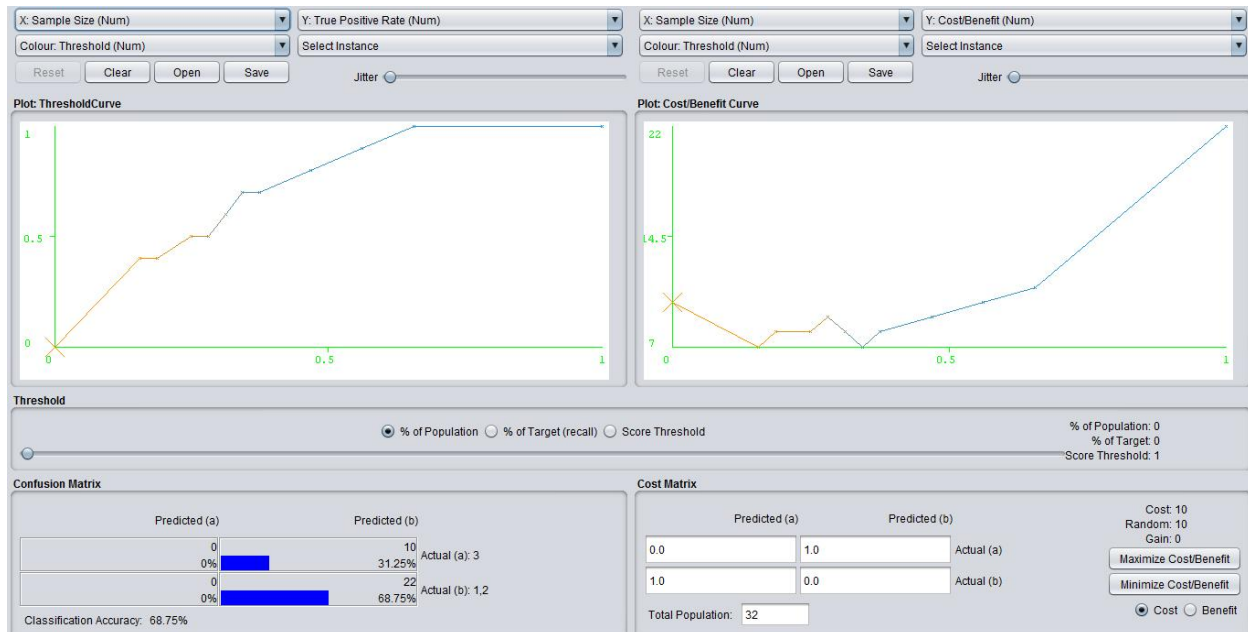 X: Sample Size (Num)
Y: True Positive Rate (Num)
X: Sample Size (Num)
Y: Cost/Benefit (Num)
Colour: Threshold (Num)
Select Instance
Colour: Threshold (Num)
Select Instance
Reset Clear Open Save Jitter
Reset Clear Open Save Jitter
Plot: ThresholdCurve
Plot: Cost/Benefit Curve
1
0.5
0
0 0.5 1
22
14.5
7
0 0.5 1
Threshold
% of Population % of Target (recall) Score Threshold
% of Population: 0
% of Target: 0
Score Threshold: 1
Confusion Matrix
Predicted (a) Predicted (b)
0 10
0% 31.25%
Actual (a): 3
0 22
0% 68.75%
Actual (b): 1,2
Classification Accuracy: 68.75%
Cost Matrix
Predicted (a) Predicted (b)
0.0 1.0 Actual (a)
1.0 0.0 Actual (b)
Total Population: 32
Cost: 10
Random: 10
Gain: 0
Maximize Cost/Benefit
Minimize Cost/Benefit
Cost Benefit